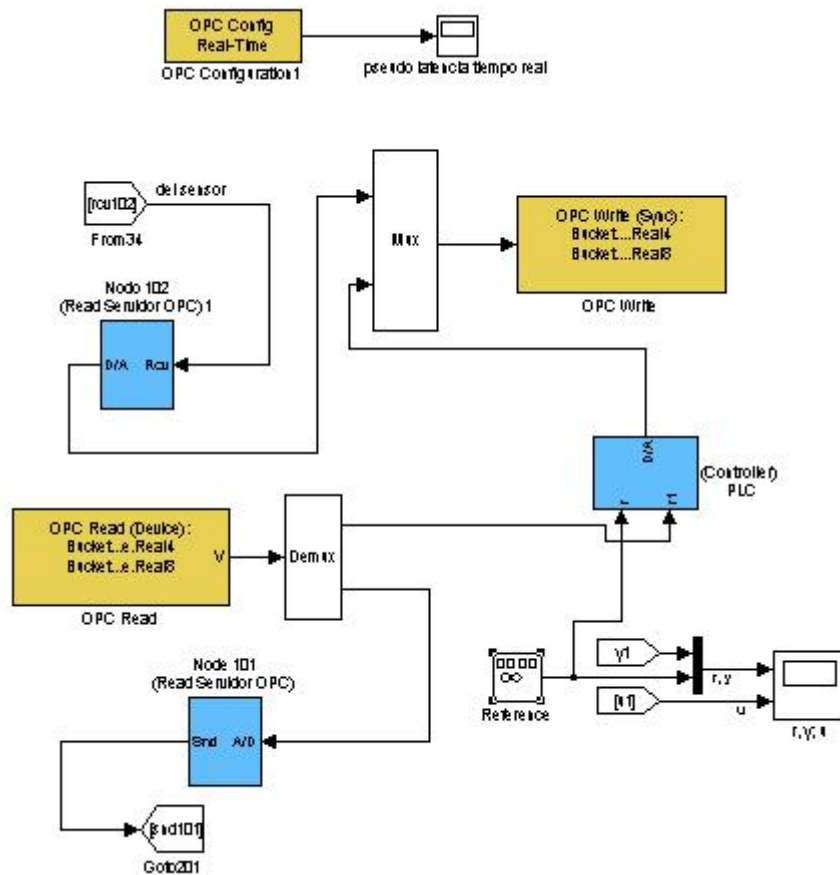 OPC Config
Real-Time
OPC Configuration1
pseudo latencia tiempo real
[rcu102]
del sensor
From34
Mux
OPC Write (Sync):
Bucket...Real4
Bucket...Real8
OPC Write
Nodo 102
(Read Servidor OPC) 1
D/A Rcu
D/A
r
r1
(Controller)
PLC
OPC Read (Device):
Bucket...e.Real4
Bucket...e.Real8
V
OPC Read
Demux
Node 101
(Read Servidor OPC)
Snd A/D
[snd101]
Goto201
Reference
y1
r, y
[u1]
u
r, y, u